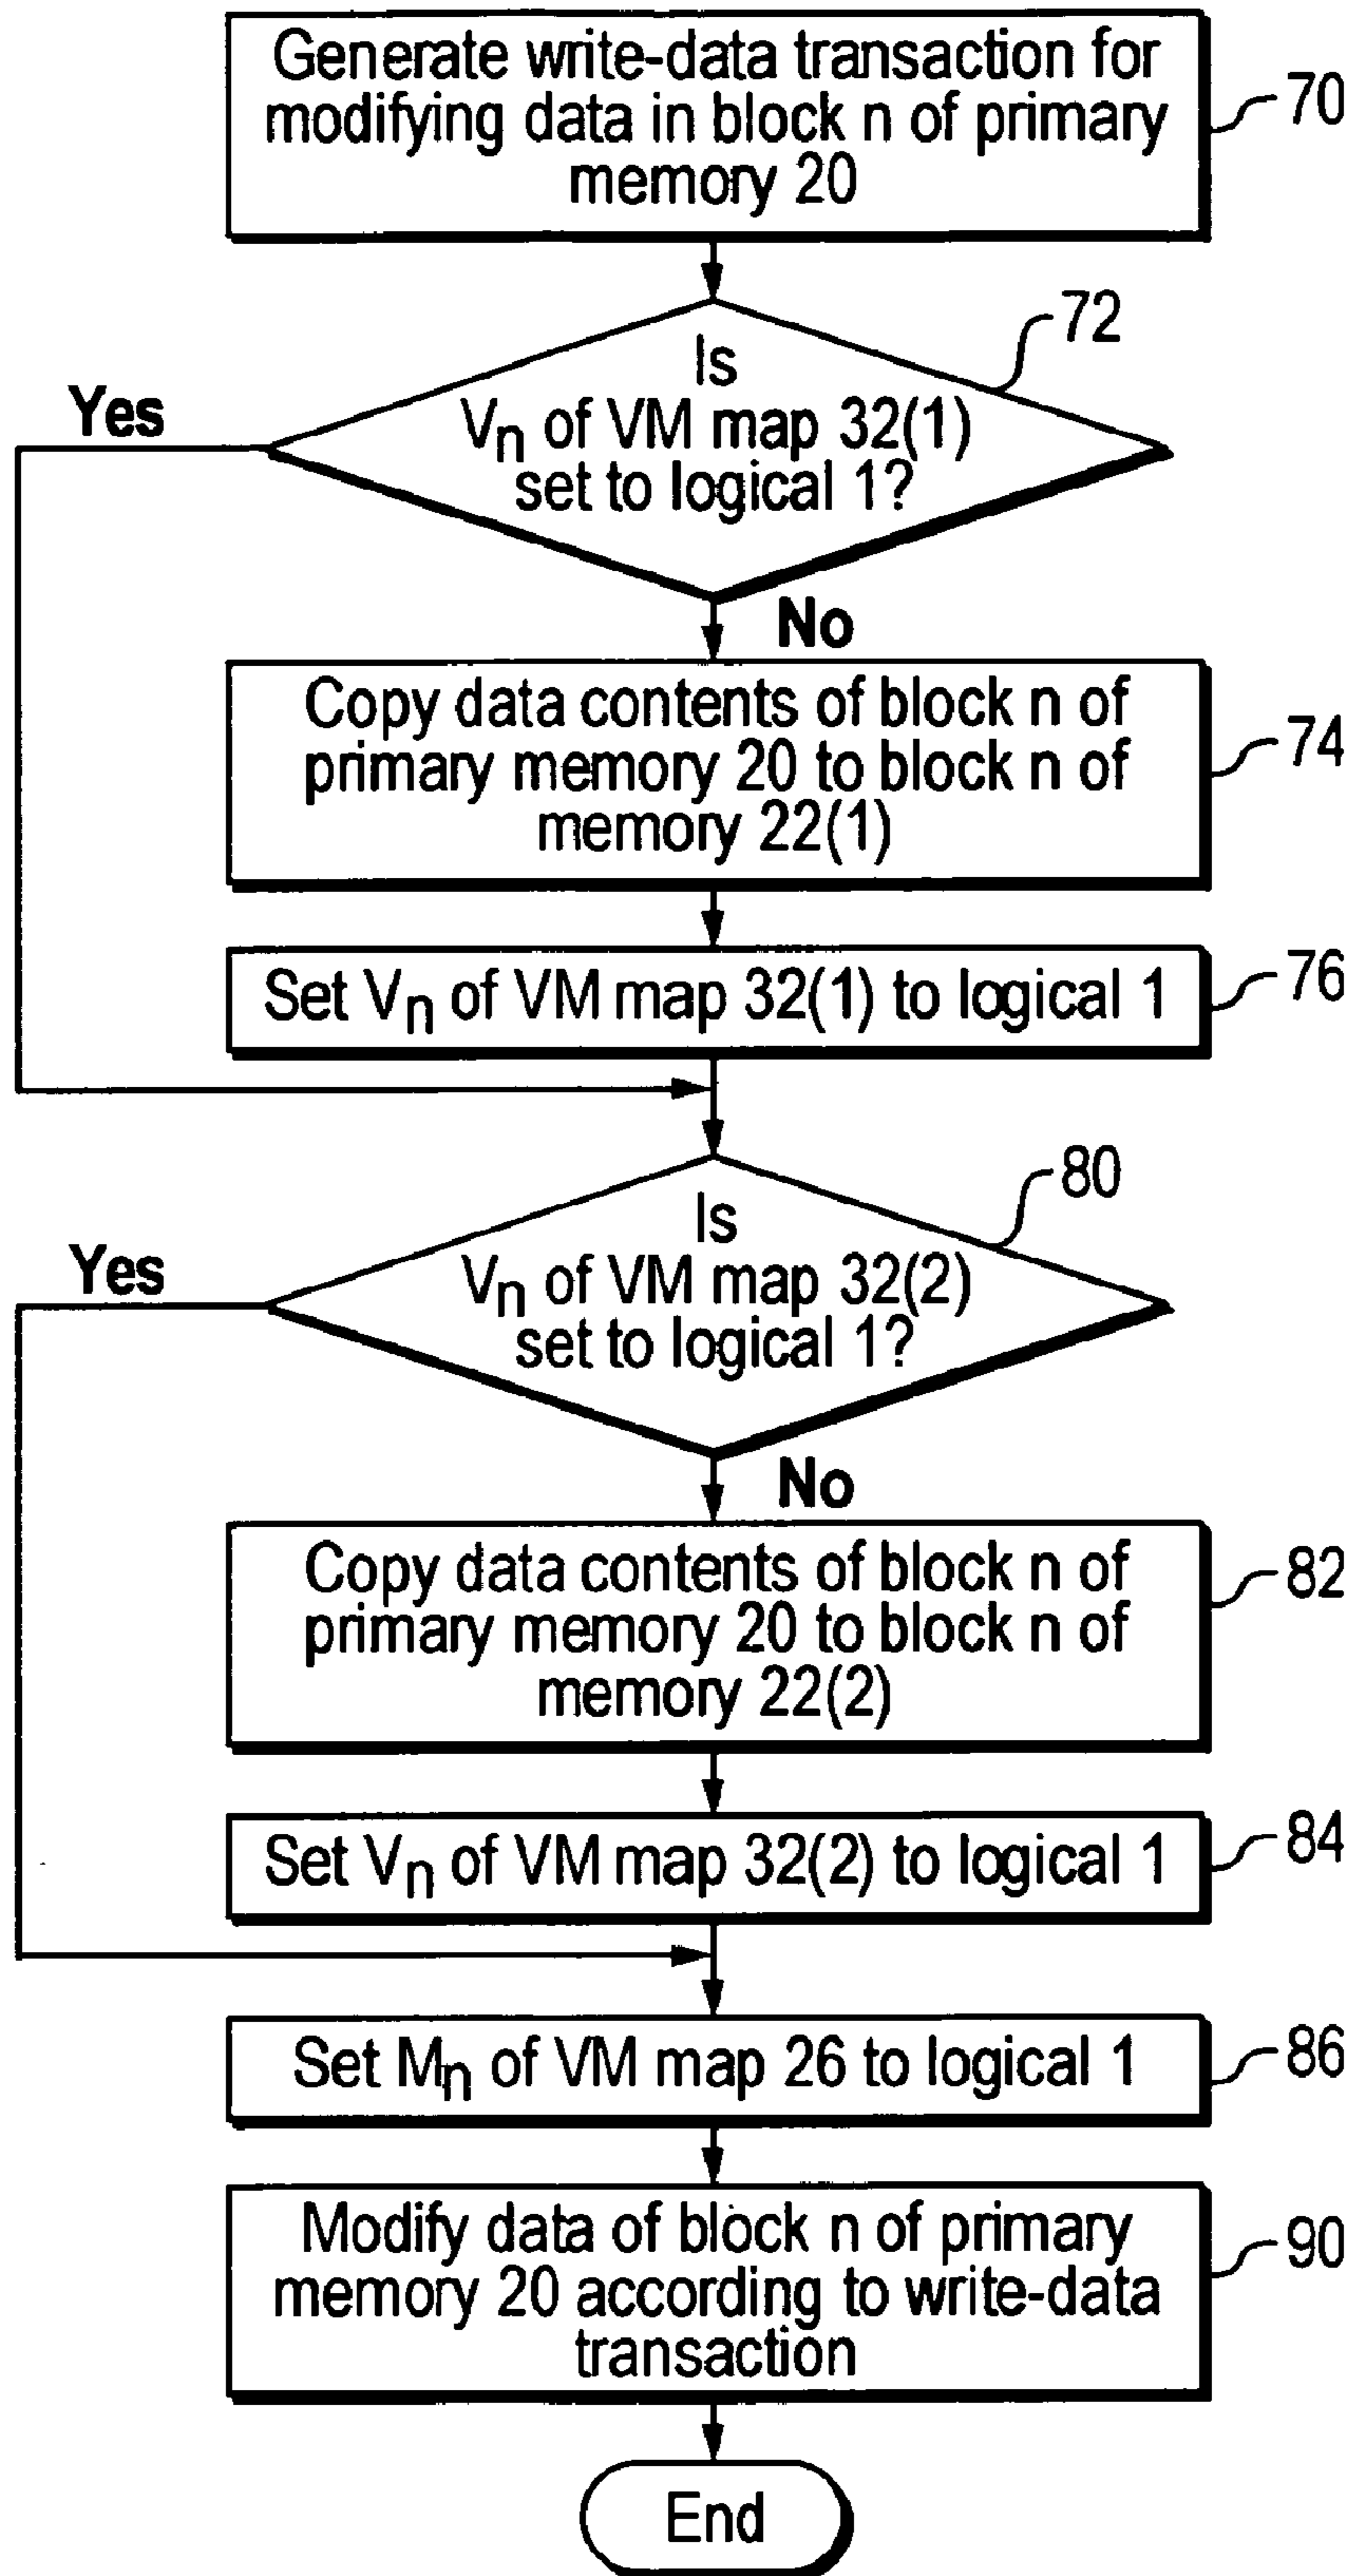 Generate write-data transaction for
modifying data in block n of primary
memory 20
70
72
Is
Vn of VM map 32(1)
set to logical 1?
Yes
No
Copy data contents of block n of
primary memory 20 to block n of
memory 22(1)
74
Set Vn of VM map 32(1) to logical 1
76
80
Is
Vn of VM map 32(2)
set to logical 1?
Yes
No
Copy data contents of block n of
primary memory 20 to block n of
memory 22(2)
82
Set Vn of VM map 32(2) to logical 1
84
Set Mn of VM map 26 to logical 1
86
Modify data of block n of primary
memory 20 according to write-data
transaction
90
End